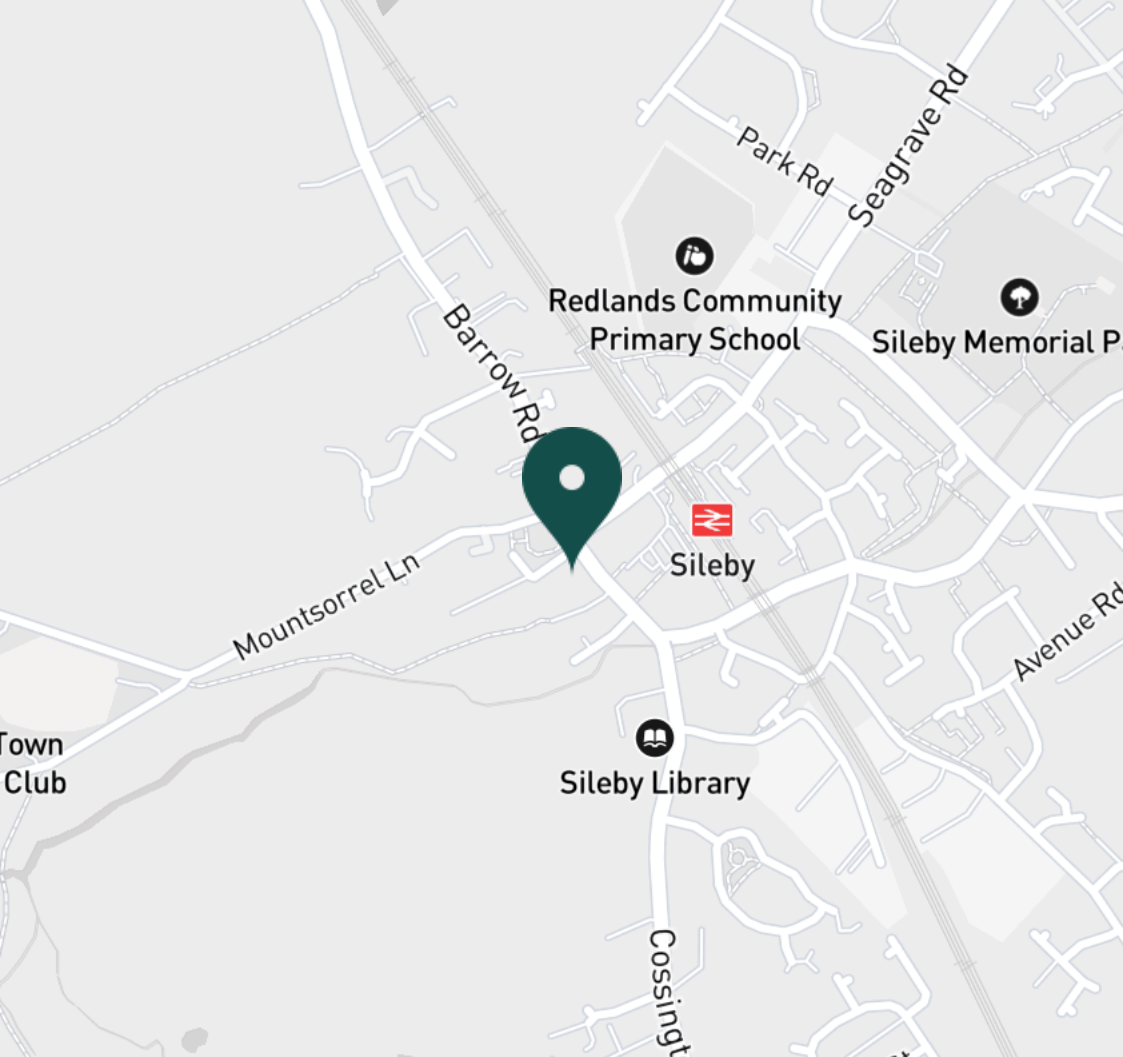 Seagrave Rd
Park Rd
Redlands Community
Primary School
Sileby Memorial P
Barrow Rd
Sileby
Mountsorrel Ln
Avenue Rd
Town
Club
Sileby Library
Cossingt